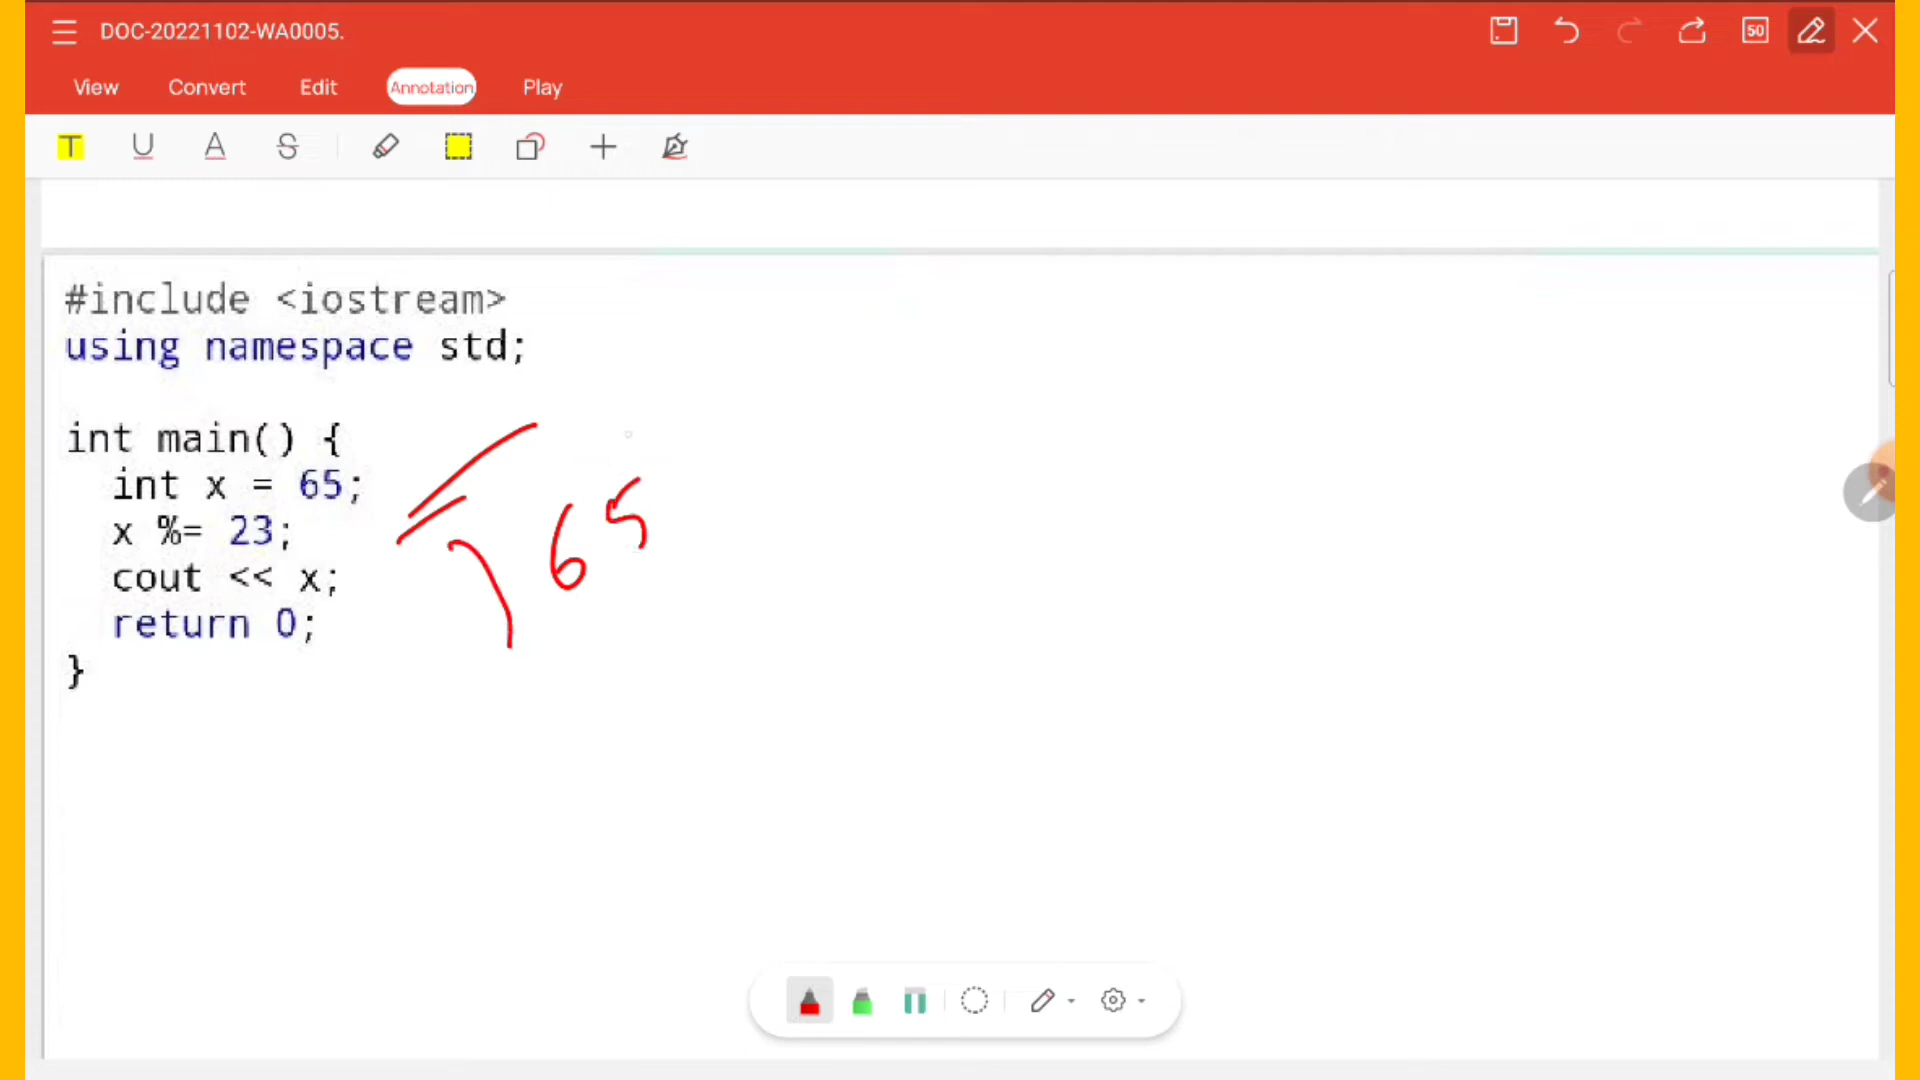 DOC-20221102-WA0005.
50
View Convert Edit Annotation Play
T U A S
#include <iostream>
using namespace std;
int main() {
int x = 65;
x %= 23;
cout << x;
return 0;
}
65